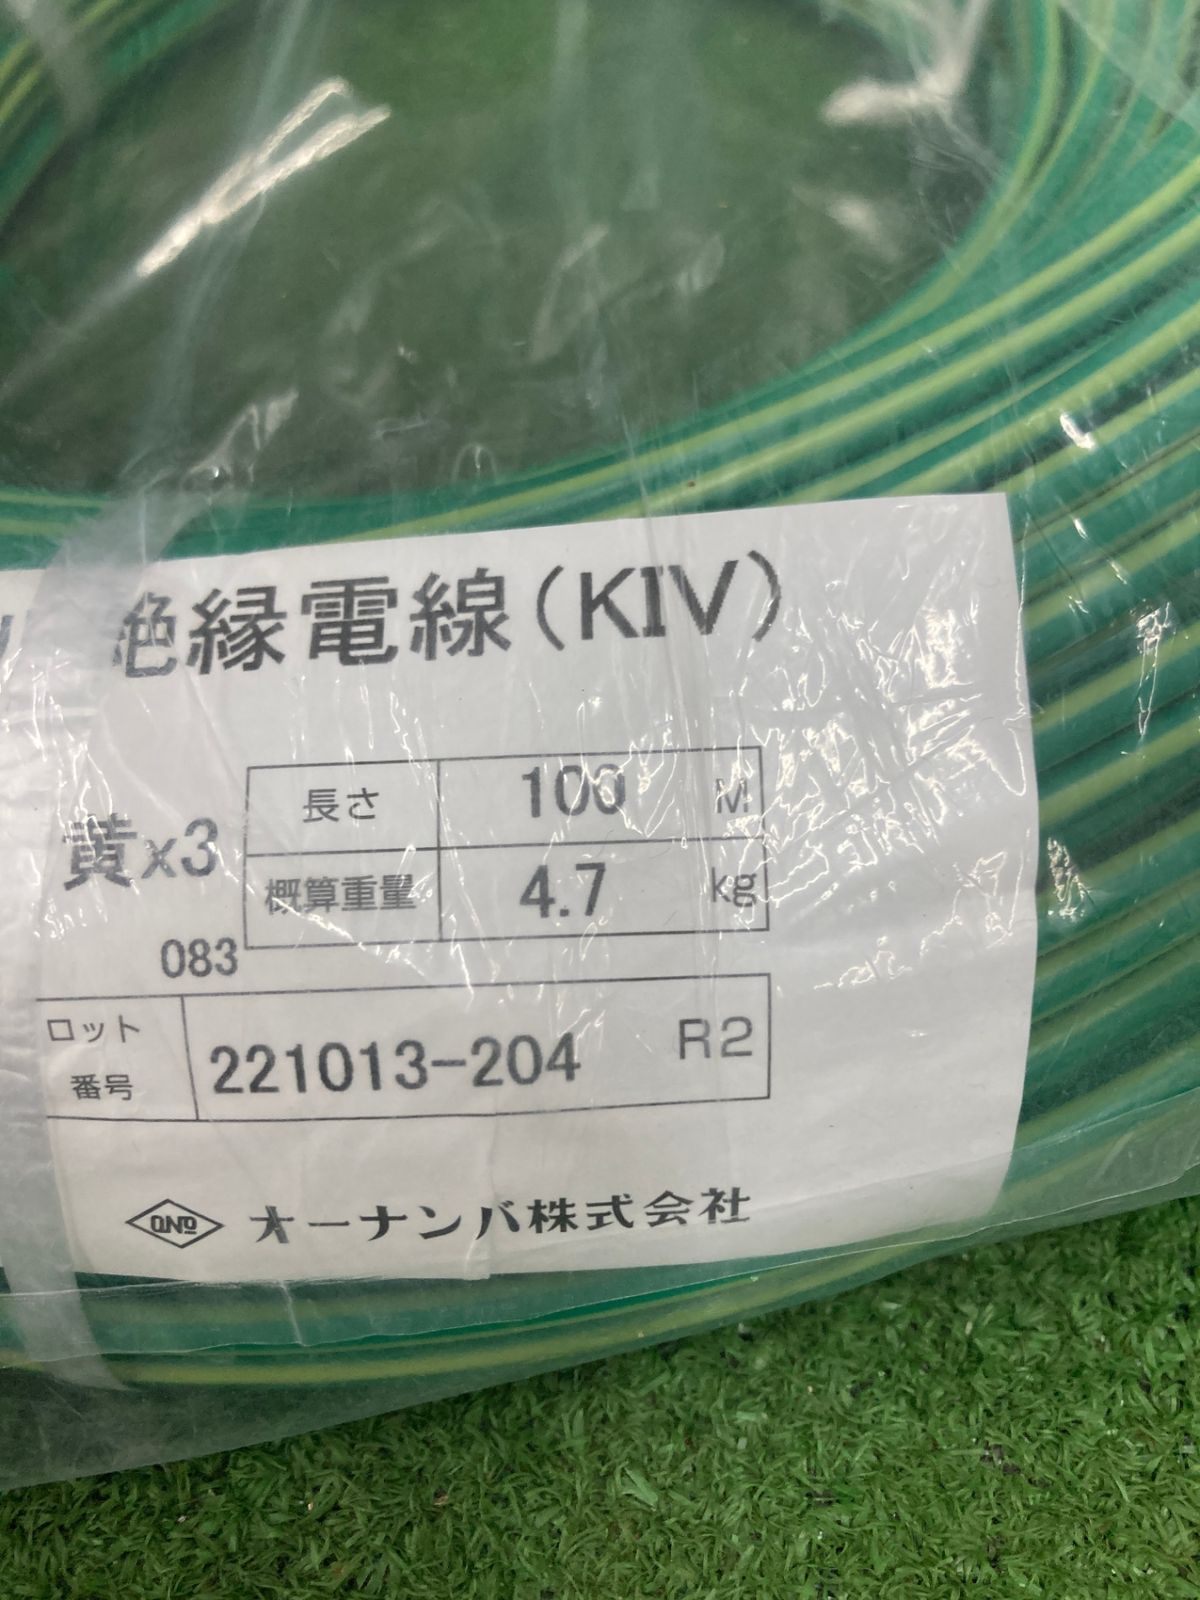 絶縁電線(KIV)
長さ 100 M
黄x3
概算重量 4.7 kg
083
ロット番号 221013-204 R2
ONO オーナンバ株式会社